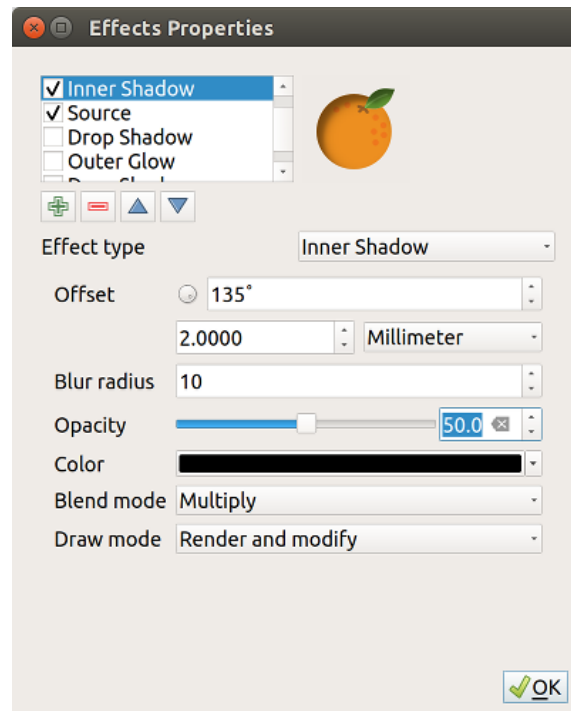 Effects Properties
Inner Shadow
Source
Drop Shadow
Outer Glow
Effect type Inner Shadow
Offset 135°
2.0000 Millimeter
Blur radius 10
Opacity 50.0
Color
Blend mode Multiply
Draw mode Render and modify
OK